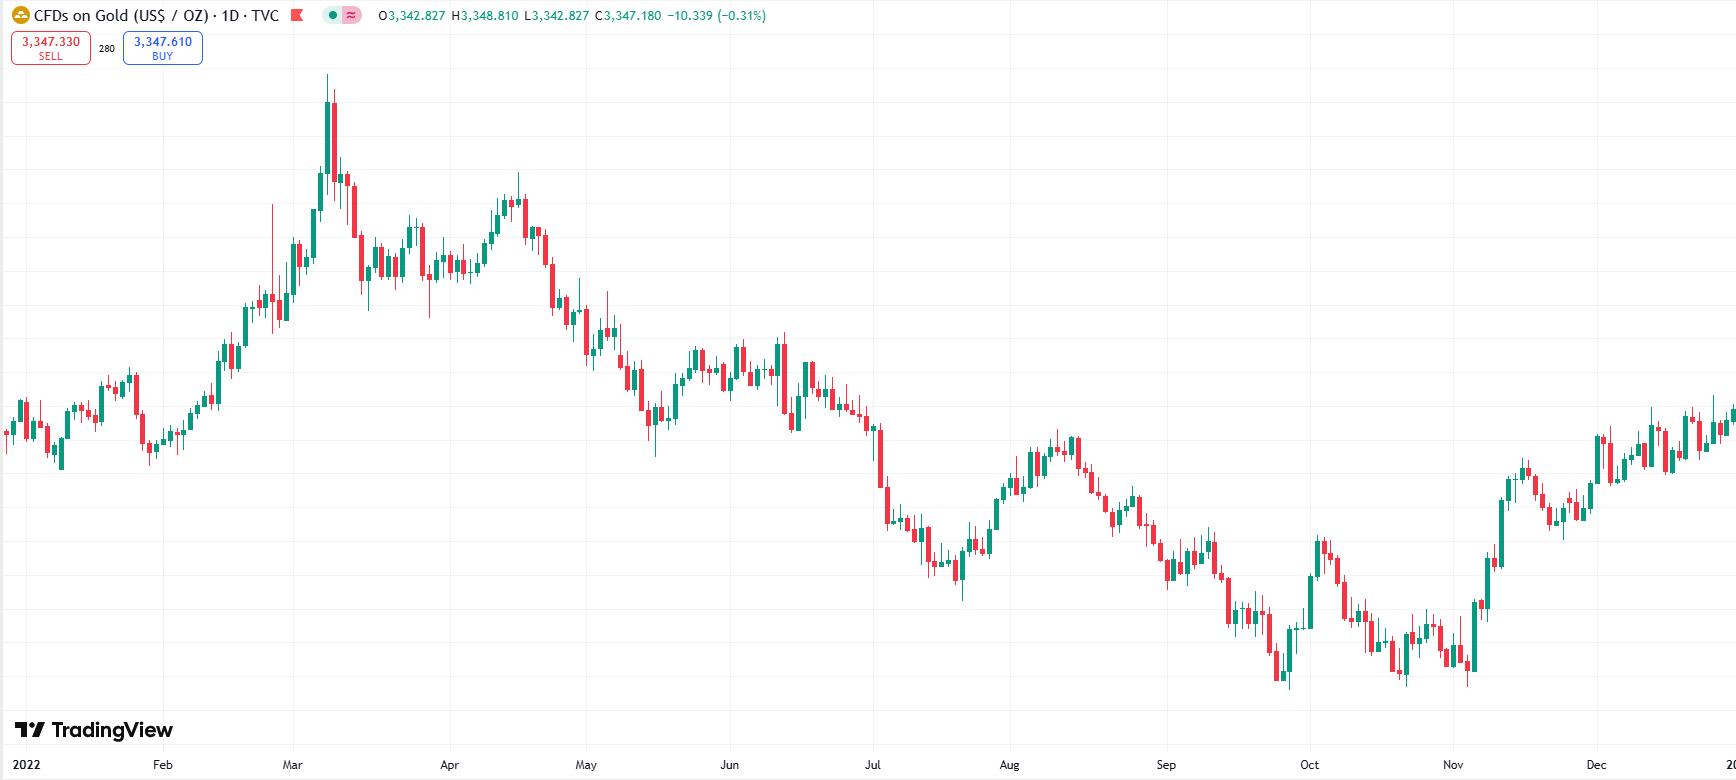 CFDs on Gold (US$ / OZ) · 1D · TVC ≈ O3,342.827 H3,348.810 L3,342.827 C3,347.180 −10.339 (−0.31%)
3,347.330 280 3,347.610
SELL BUY
TradingView
2022 Feb Mar Apr May Jun Jul Aug Sep Oct Nov Dec